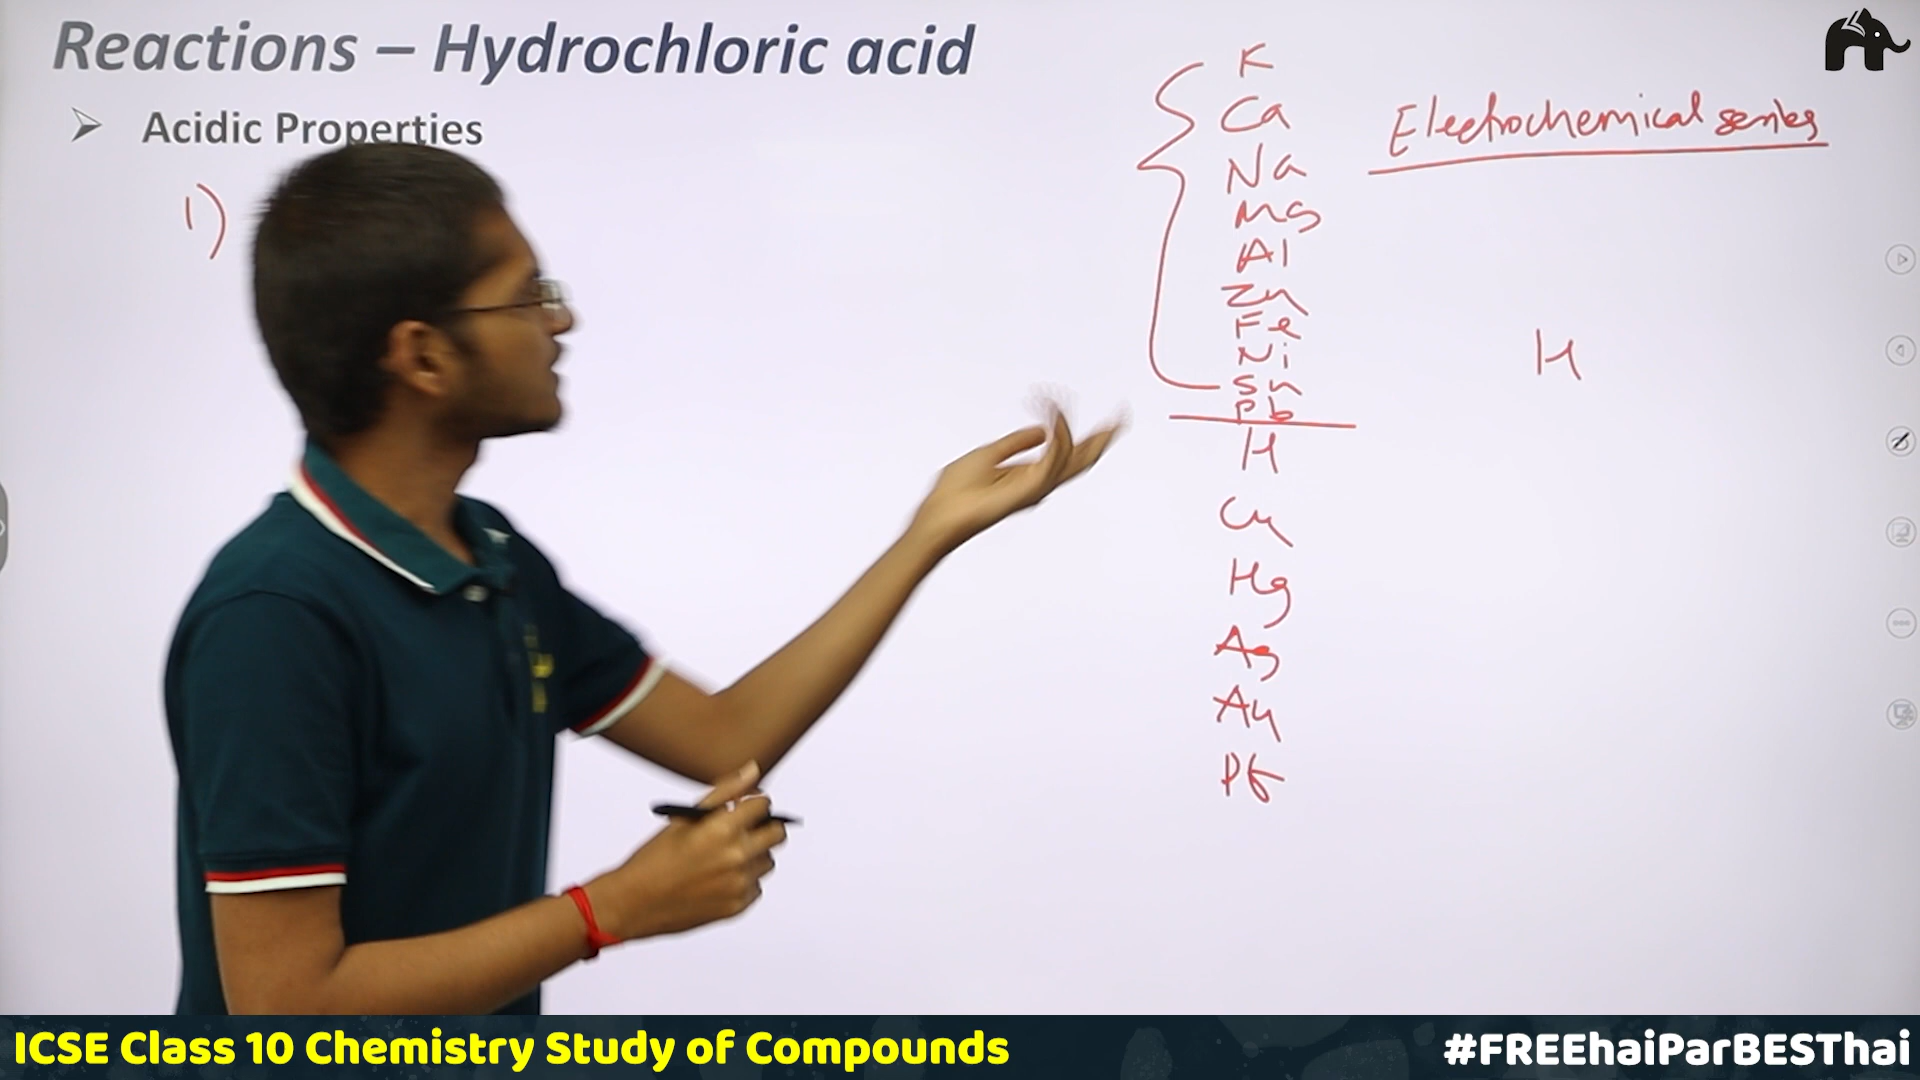 Reactions – Hydrochloric acid
➢ Acidic Properties
1)
K
Ca
Na
Mg
Al
Zn
Fe
Ni
Sn
Pb
H
Cu
Hg
Ag
Au
Pt
Electrochemical series
H
ICSE Class 10 Chemistry Study of Compounds
#FREEhaiParBESThai